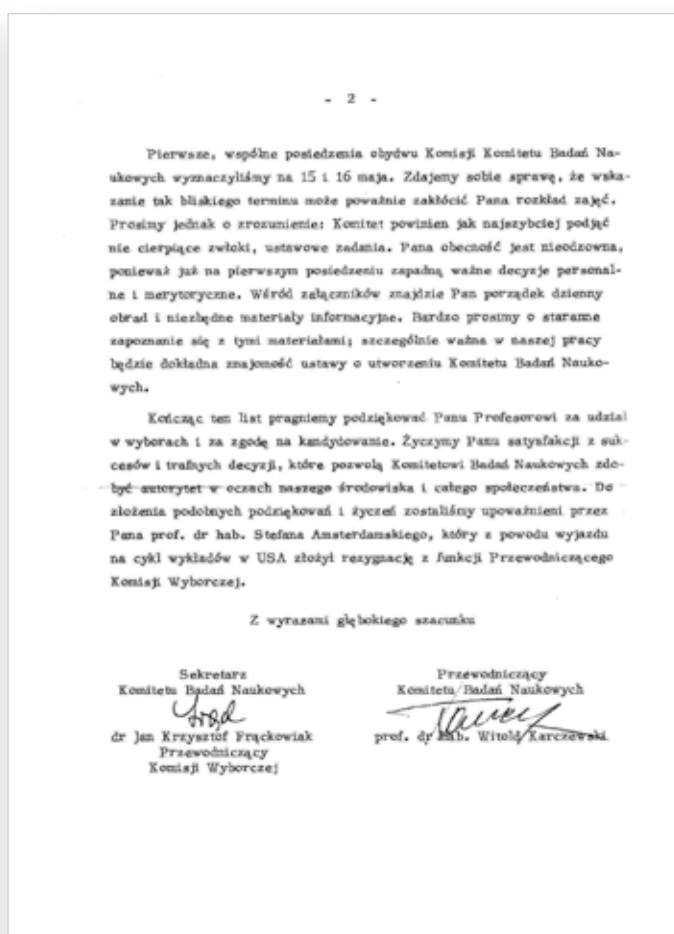 - 2 -
Pierwsze, wspólne posiedzenia obydwu Komisji Komitetu Badań Na-
ukowych wyznaczyliśmy na 15 i 16 maja. Zdajemy sobie sprawę, że wska-
zanie tak bliskiego terminu może poważnie zakłócić Pana rozkład zajęć.
Prosimy jednak o zrozumienie: Komitet powinien jak najszybciej podjąć
nie cierpiące zwłoki, ustawowe zadania. Pana obecność jest nieodzowna,
ponieważ już na pierwszym posiedzeniu zapadną ważne decyzje personal-
ne i merytoryczne. Wśród załączników znajdzie Pan porządek dzienny
obrad i niezbędne materiały informacyjne. Bardzo prosimy o staranne
zapoznanie się z tymi materiałami; szczególnie ważna w naszej pracy
będzie dokładna znajomość ustawy o utworzeniu Komitetu Badań Nauko-
wych.
Kończąc ten list pragniemy podziękować Panu Profesorowi za udział
w wyborach i za zgodę na kandydowanie. Życzymy Panu satysfakcji z suk-
cesów i trafnych decyzji, które pozwolą Komitetowi Badań Naukowych zdo-
być autorytet w oczach naszego środowiska i całego społeczeństwa. Do
złożenia podobnych podziękowań i życzeń zostaliśmy upoważnieni przez
Pana prof. dr hab. Stefana Amsterdamskiego, który z powodu wyjazdu
na cykl wykładów w USA złożył rezygnację z funkcji Przewodniczącego
Komisji Wyborczej.
Z wyrazami głębokiego szacunku
Sekretarz
Komitetu Badań Naukowych
dr Jan Krzysztof Frąckowiak
Przewodniczący
Komisji Wyborczej
Przewodniczący
Komitetu Badań Naukowych
prof. dr hab. Witold Karczewski